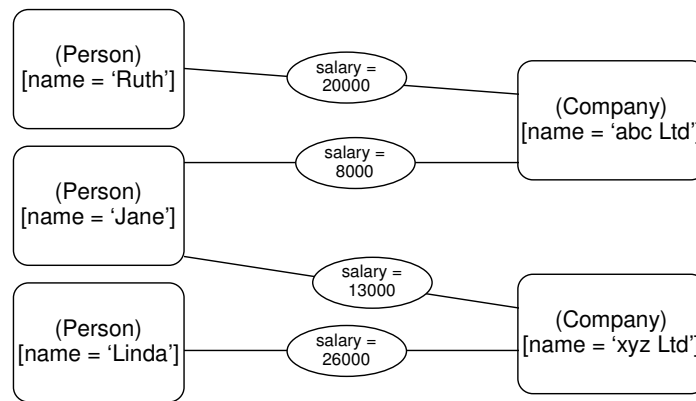 (Person)
[name = ‘Ruth’]
salary =
20000
(Company)
[name = ‘abc Ltd’]
(Person)
[name = ‘Jane’]
salary =
8000
salary =
13000
(Person)
[name = ‘Linda’]
salary =
26000
(Company)
[name = ‘xyz Ltd’]